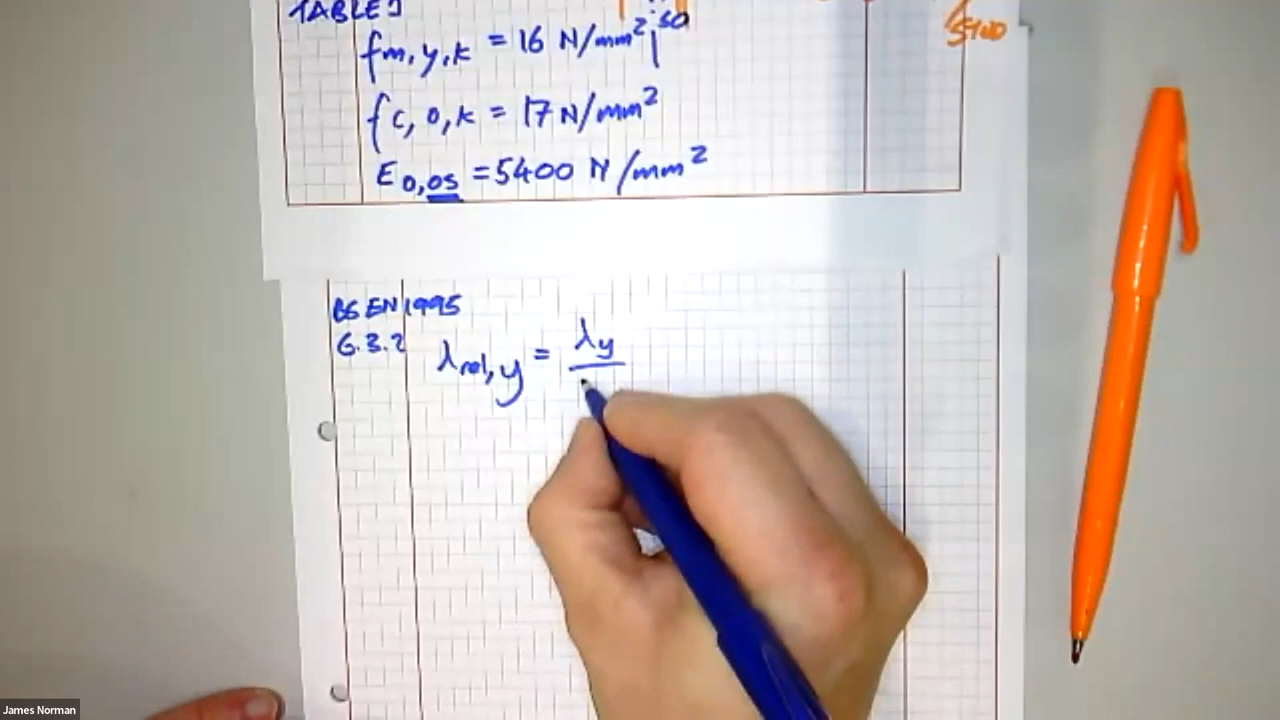 TABLE
fm,y,k = 16 N/mm²
fc,0,k = 17 N/mm²
E0,05 = 5400 N/mm²
5400
BS EN 1995
6.3.2
λrel,y = λy
James Norman